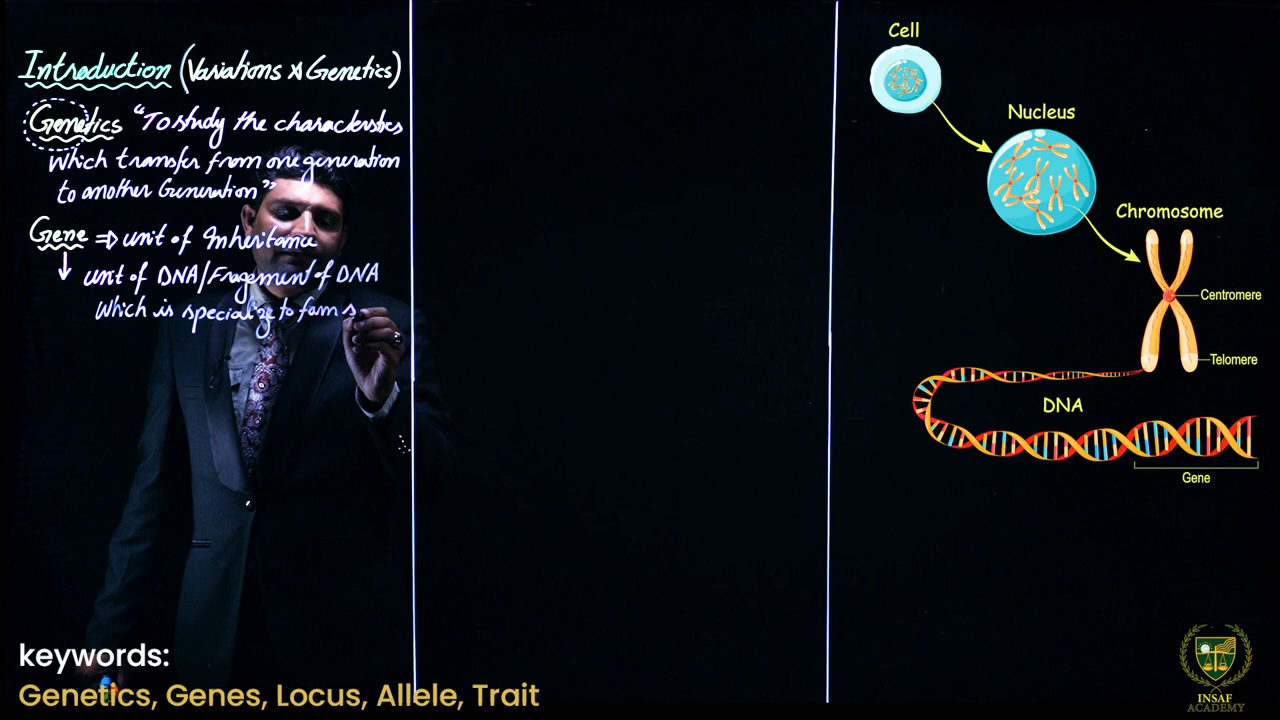 Introduction (Variations & Genetics)
Genetics "To study the characterstics
Which transfer from one generation
to another Generation"
Gene ⇒ unit of Inheritance
↓ unit of DNA/Fragement of DNA
Which is specialize to form s
Cell
Nucleus
Chromosome
Centromere
Telomere
DNA
Gene
keywords:
Genetics, Genes, Locus, Allele, Trait
INSAF
ACADEMY